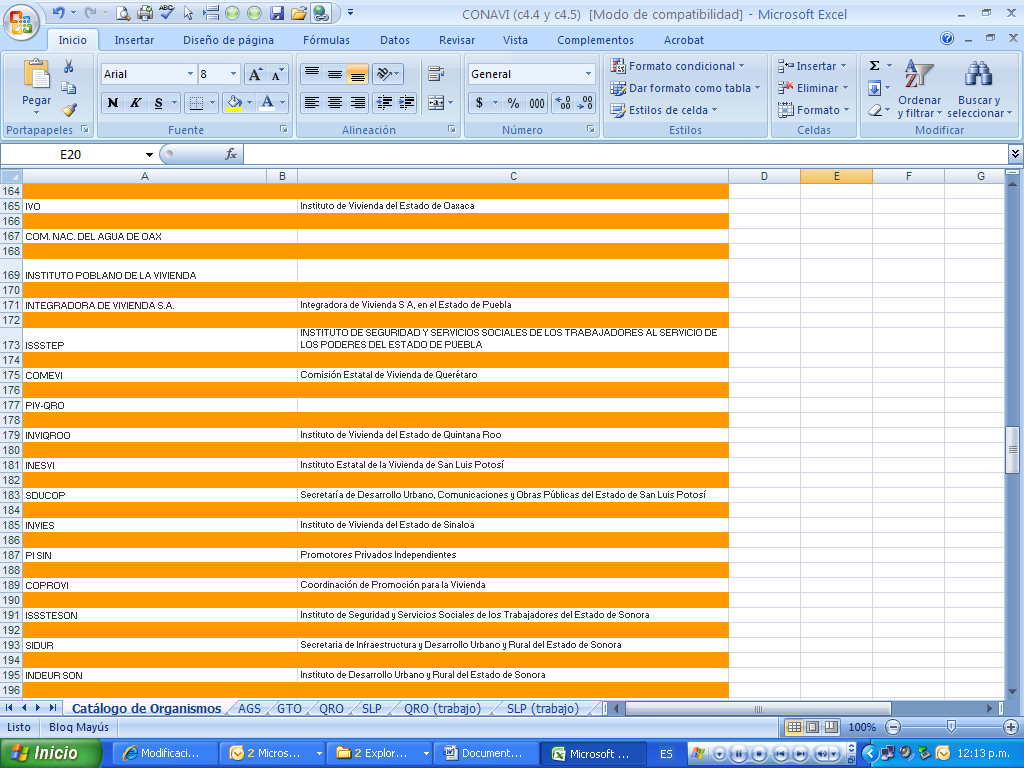 CONAVI (c4.4 y c4.5) [Modo de compatibilidad] - Microsoft Excel
Inicio Insertar Diseño de página Fórmulas Datos Revisar Vista Complementos Acrobat
Pegar
Arial 8
General
N K S
$ % 000
Formato condicional
Dar formato como tabla
Estilos de celda
Insertar
Eliminar
Formato
Ordenar y filtrar
Buscar y seleccionar
Portapapeles Fuente Alineación Número Estilos Celdas Modificar
E20 fx
A B C D E F G
164
165 IVO Instituto de Vivienda del Estado de Oaxaca
166
167 COM. NAC. DEL AGUA DE OAX
168
169 INSTITUTO POBLANO DE LA VIVIENDA
170
171 INTEGRADORA DE VIVIENDA S.A. Integradora de Vivienda S A, en el Estado de Puebla
172
173 ISSSTEP INSTITUTO DE SEGURIDAD Y SERVICIOS SOCIALES DE LOS TRABAJADORES AL SERVICIO DE
LOS PODERES DEL ESTADO DE PUEBLA
174
175 COMEVI Comisión Estatal de Vivienda de Querétaro
176
177 PIV-QRO
178
179 INVIQROO Instituto de Vivienda del Estado de Quintana Roo
180
181 INESVI Instituto Estatal de la Vivienda de San Luis Potosí
182
183 SDUCOP Secretaría de Desarrollo Urbano, Comunicaciones y Obras Públicas del Estado de San Luis Potosí
184
185 INVIES Instituto de Vivienda del Estado de Sinaloa
186
187 PI SIN Promotores Privados Independientes
188
189 COPROVI Coordinación de Promoción para la Vivienda
190
191 ISSSTESON Instituto de Seguridad y Servicios Sociales de los Trabajadores del Estado de Sonora
192
193 SIDUR Secretaria de Infraestructura y Desarrollo Urbano y Rural del Estado de Sonora
194
195 INDEUR SON Instituto de Desarrollo Urbano y Rural del Estado de Sonora
196
Catálogo de Organismos AGS GTO QRO SLP QRO (trabajo) SLP (trabajo)
Listo Bloq Mayús 100%
Inicio Modificaci... 2 Micros... 2 Explor... Document... Microsoft ... ES 12:13 p.m.